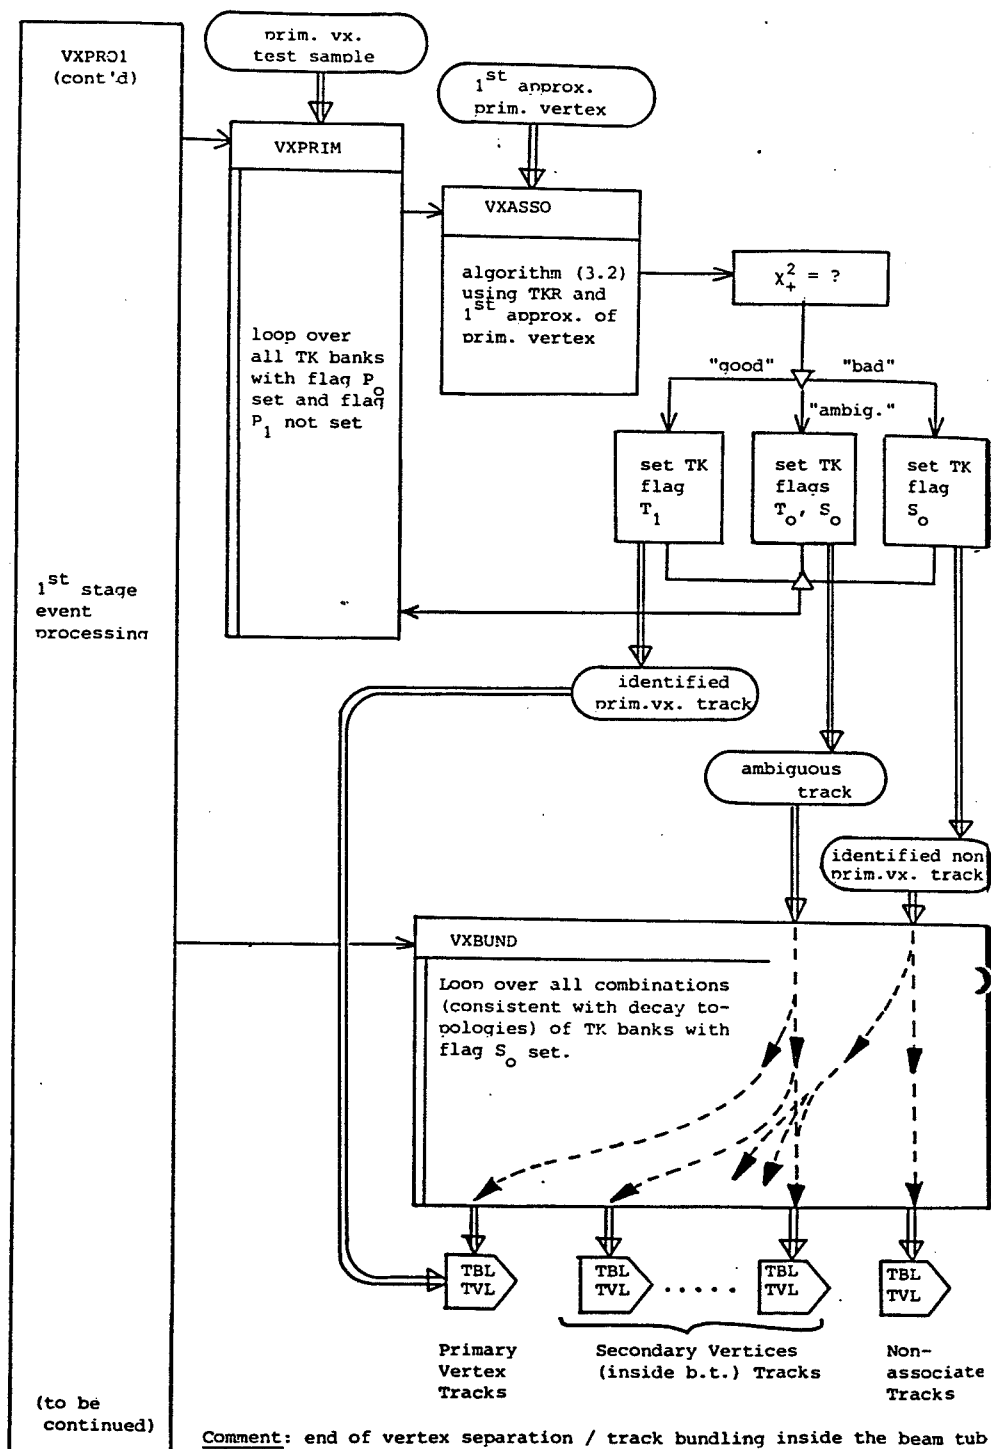 VXPRO1
(cont'd)
prim. vx.
test sample
1st approx.
prim. vertex
VXPRIM
VXASSO
loop over
all TK banks
with flag Po
set and flag
P1 not set
algorithm (3.2)
using TKR and
1st approx. of
prim. vertex
χ+2 = ?
"good"
"bad"
"ambig."
set TK
flag
T1
set TK
flags
To, So
set TK
flag
So
1st stage
event
processing
identified
prim.vx. track
ambiguous
track
identified non
prim.vx. track
VXBUND
Loop over all combinations
(consistent with decay to-
pologies) of TK banks with
flag So set.
TBL
TVL
TBL
TVL
.....
TBL
TVL
TBL
TVL
Primary
Vertex
Tracks
Secondary Vertices
(inside b.t.) Tracks
Non-
associate
Tracks
(to be
continued)
Comment: end of vertex separation / track bundling inside the beam tub